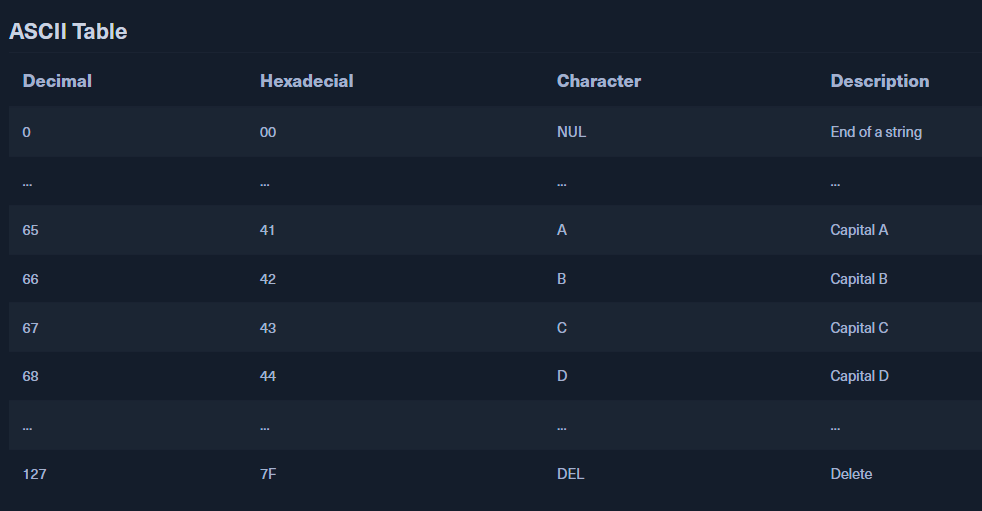 ASCII Table
Decimal Hexadecial Character Description
0 00 NUL End of a string
... ... ... ...
65 41 A Capital A
66 42 B Capital B
67 43 C Capital C
68 44 D Capital D
... ... ... ...
127 7F DEL Delete